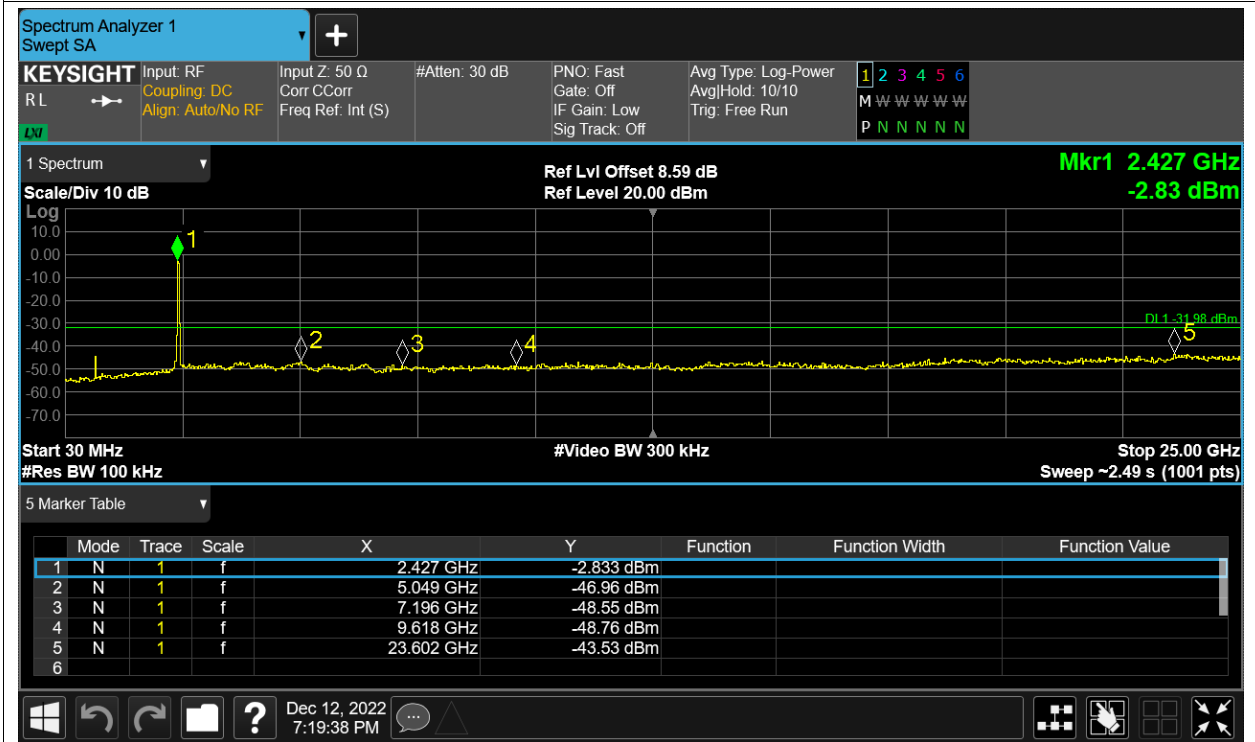 Spectrum Analyzer 1
Swept SA
+
KEYSIGHT
R L
LXI
Input: RF
Coupling: DC
Align: Auto/No RF
Input Z: 50 Ω
Corr CCorr
Freq Ref: Int (S)
#Atten: 30 dB
PNO: Fast
Gate: Off
IF Gain: Low
Sig Track: Off
Avg Type: Log-Power
Avg|Hold: 10/10
Trig: Free Run
1 2 3 4 5 6
M W W W W W
P N N N N N
1 Spectrum
Scale/Div 10 dB
Ref Lvl Offset 8.59 dB
Ref Level 20.00 dBm
Mkr1 2.427 GHz
-2.83 dBm
Log
10.0
0.00
-10.0
-20.0
-30.0
-40.0
-50.0
-60.0
-70.0
1
2
3
4
5
DL1 -31.98 dBm
Start 30 MHz
#Video BW 300 kHz
Stop 25.00 GHz
#Res BW 100 kHz
Sweep ~2.49 s (1001 pts)
5 Marker Table
Mode Trace Scale X Y Function Function Width Function Value
1 N 1 f 2.427 GHz -2.833 dBm
2 N 1 f 5.049 GHz -46.96 dBm
3 N 1 f 7.196 GHz -48.55 dBm
4 N 1 f 9.618 GHz -48.76 dBm
5 N 1 f 23.602 GHz -43.53 dBm
6
?
Dec 12, 2022
7:19:38 PM